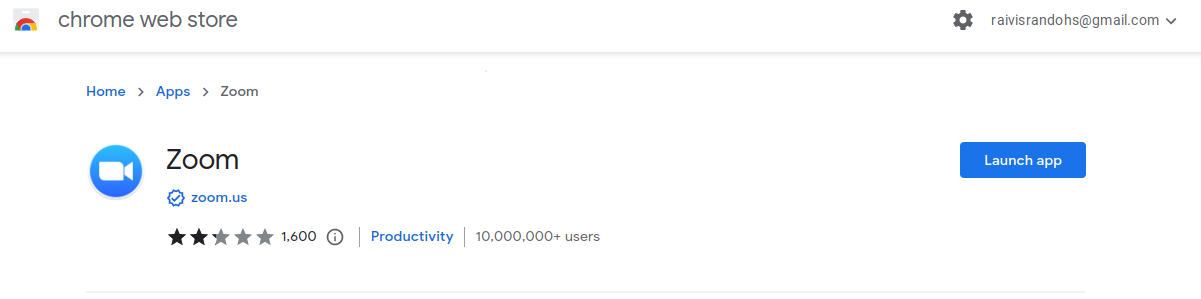 chrome web store
raivisrandohs@gmail.com
Home > Apps > Zoom
Zoom
Launch app
zoom.us
1,600 Productivity 10,000,000+ users